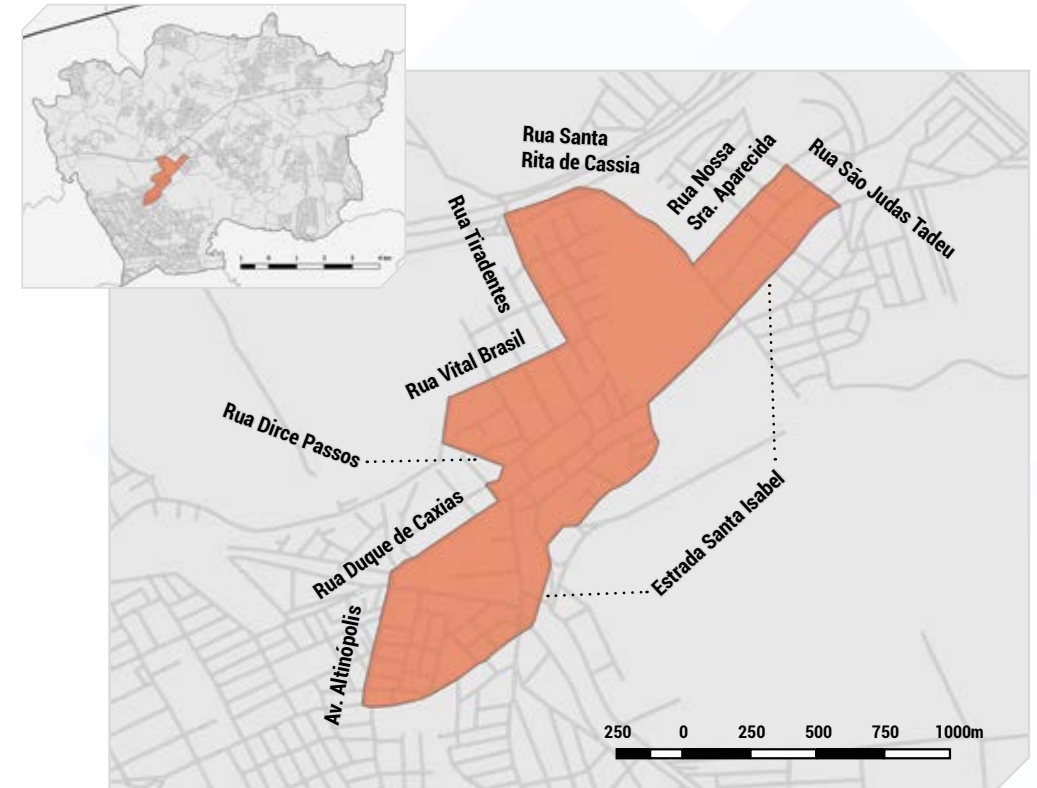 Rua Santa
Rita de Cassia
Rua Nossa
Sra. Aparecida
Rua São Judas Tadeu
Rua Tiradentes
Rua Vital Brasil
Rua Dirce Passos
Rua Duque de Caxias
Estrada Santa Isabel
Av. Altinópolis
250 0 250 500 750 1000m